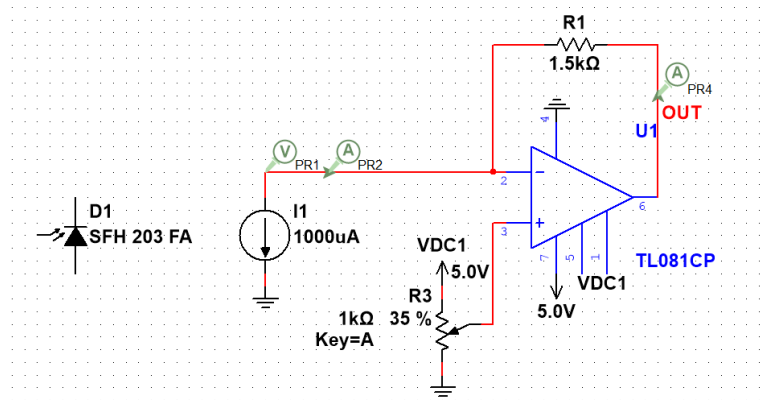 R1
1.5kΩ
A
PR4
OUT
4
U1
V
PR1
A
PR2
2
6
3
D1
SFH 203 FA
I1
1000uA
VDC1
5.0V
7
5
1
TL081CP
VDC1
5.0V
R3
1kΩ
35 %
Key=A